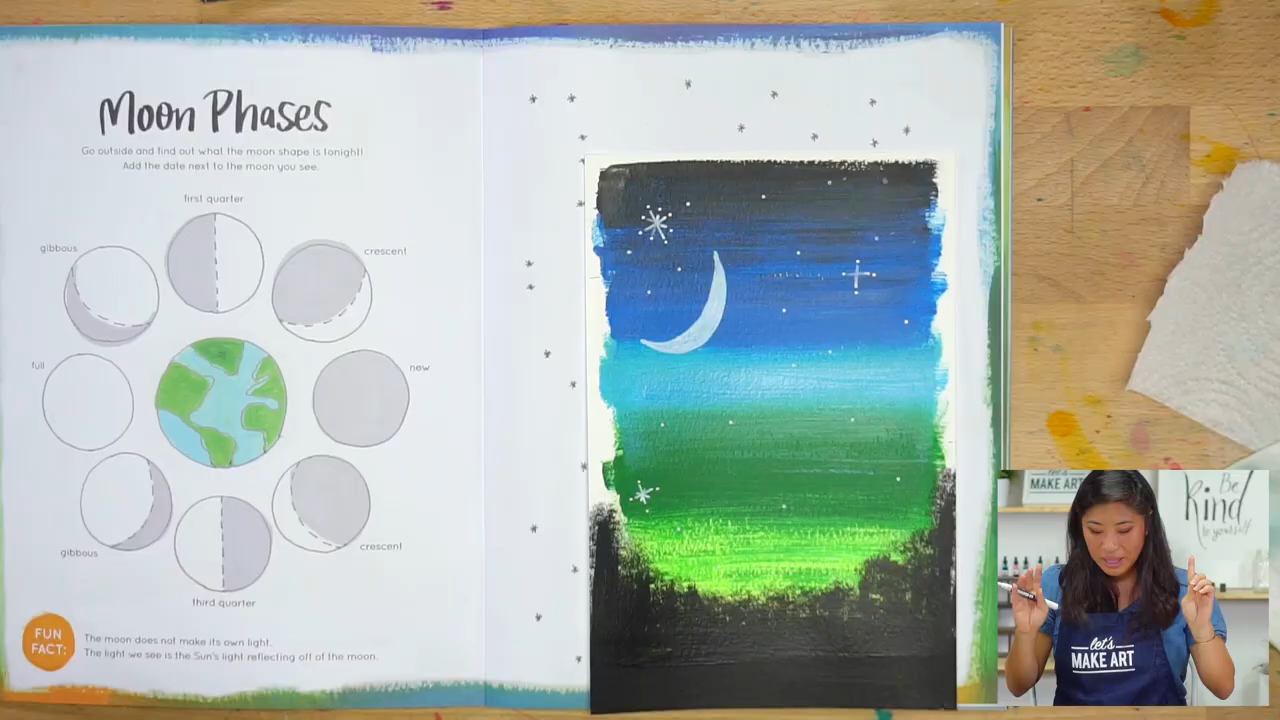 Moon Phases
Go outside and find out what the moon shape is tonight!
Add the date next to the moon you see.
first quarter
gibbous
crescent
full
new
gibbous
crescent
third quarter
FUN
FACT:
The moon does not make its own light.
The light we see is the Sun's light reflecting off of the moon.
let's
MAKE ART
Be
kind
to yourself
let's
MAKE ART